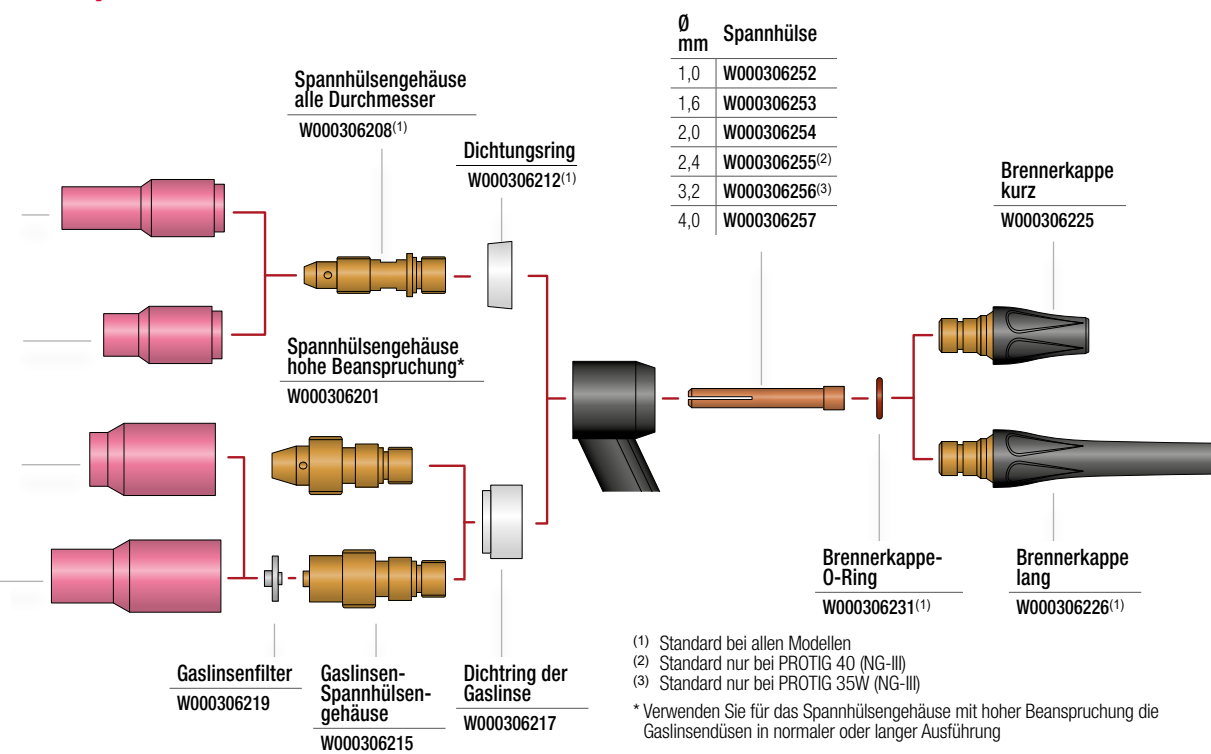 Ø
mm Spannhülse
1,0 W000306252
1,6 W000306253
2,0 W000306254
2,4 W000306255(2)
3,2 W000306256(3)
4,0 W000306257
Spannhülsengehäuse
alle Durchmesser
W000306208(1)
Dichtungsring
W000306212(1)
Brennerkappe
kurz
W000306225
Spannhülsengehäuse
hohe Beanspruchung*
W000306201
Brennerkappe-
O-Ring
W000306231(1)
Brennerkappe
lang
W000306226(1)
Gaslinsenfilter
W000306219
Gaslinsen-
Spannhülsen-
gehäuse
W000306215
Dichtring der
Gaslinse
W000306217
(1) Standard bei allen Modellen
(2) Standard nur bei PROTIG 40 (NG-III)
(3) Standard nur bei PROTIG 35W (NG-III)
* Verwenden Sie für das Spannhülsengehäuse mit hoher Beanspruchung die
Gaslinsendüsen in normaler oder langer Ausführung